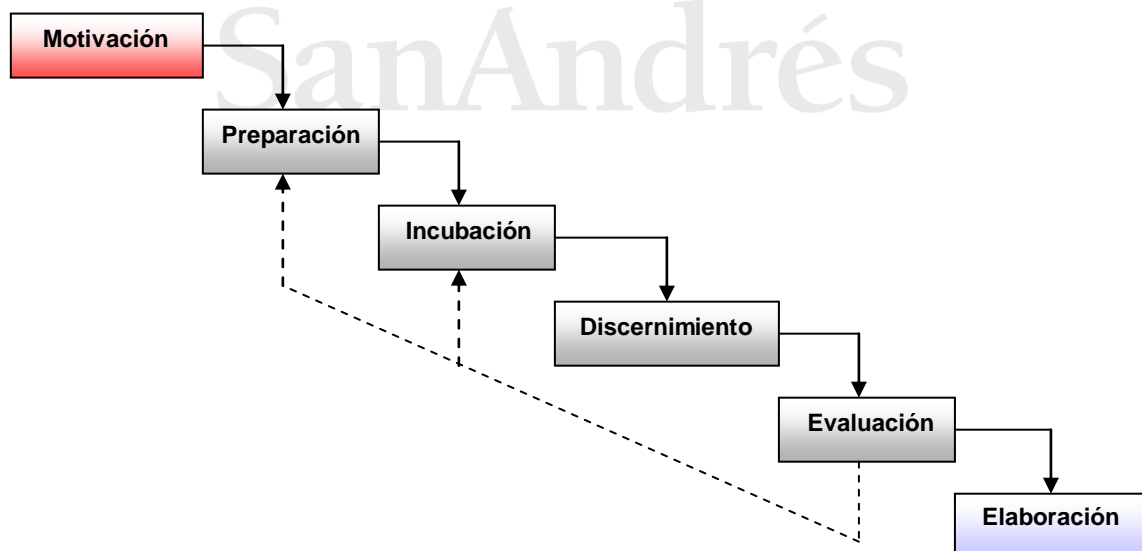 SanAndrés
Motivación
Preparación
Incubación
Discernimiento
Evaluación
Elaboración